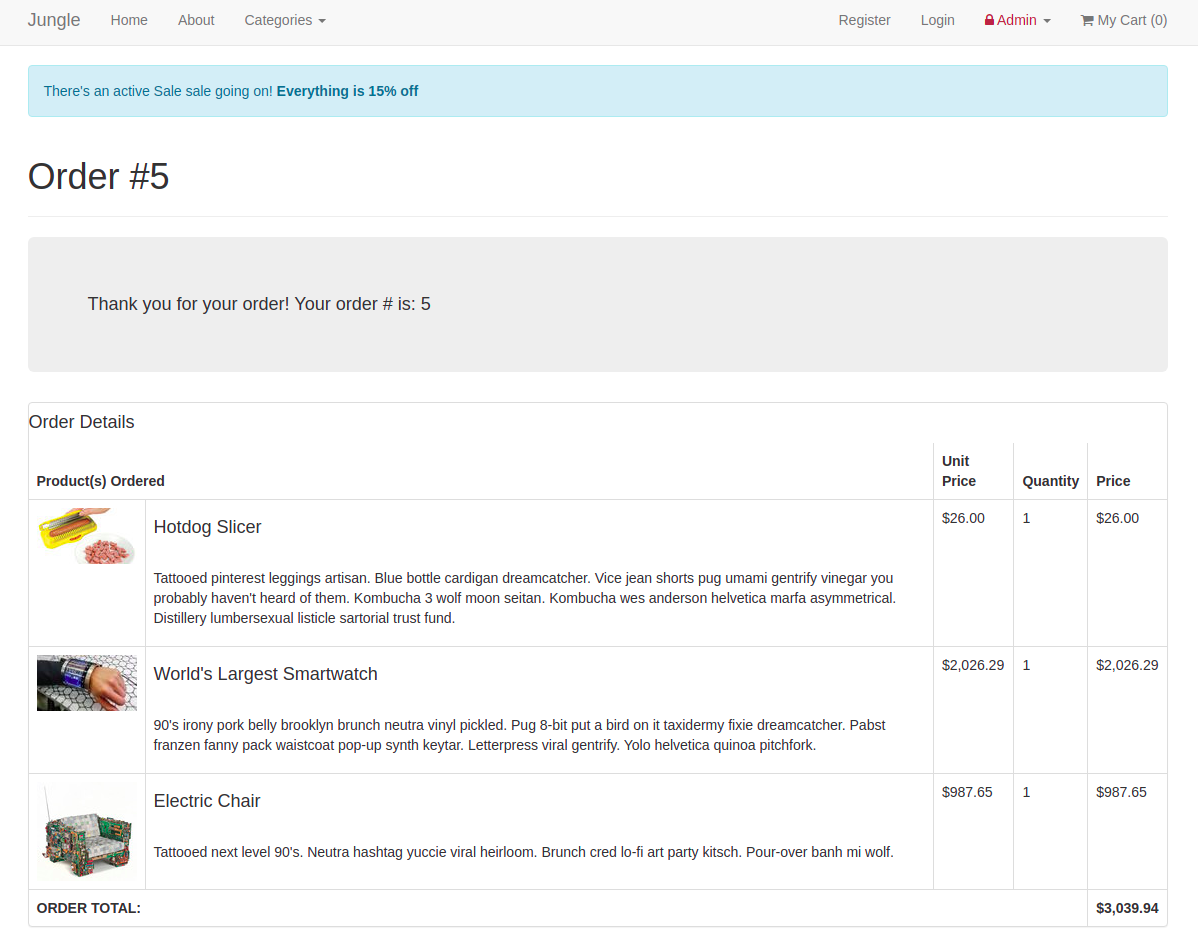 Jungle Home About Categories Register Login Admin My Cart (0)
There's an active Sale sale going on! Everything is 15% off
Order #5
Thank you for your order! Your order # is: 5
Order Details
Product(s) Ordered Unit Price Quantity Price
Hotdog Slicer $26.00 1 $26.00
Tattooed pinterest leggings artisan. Blue bottle cardigan dreamcatcher. Vice jean shorts pug umami gentrify vinegar you
probably haven't heard of them. Kombucha 3 wolf moon seitan. Kombucha wes anderson helvetica marfa asymmetrical.
Distillery lumbersexual listicle sartorial trust fund.
World's Largest Smartwatch $2,026.29 1 $2,026.29
90's irony pork belly brooklyn brunch neutra vinyl pickled. Pug 8-bit put a bird on it taxidermy fixie dreamcatcher. Pabst
franzen fanny pack waistcoat pop-up synth keytar. Letterpress viral gentrify. Yolo helvetica quinoa pitchfork.
Electric Chair $987.65 1 $987.65
Tattooed next level 90's. Neutra hashtag yuccie viral heirloom. Brunch cred lo-fi art party kitsch. Pour-over banh mi wolf.
ORDER TOTAL: $3,039.94